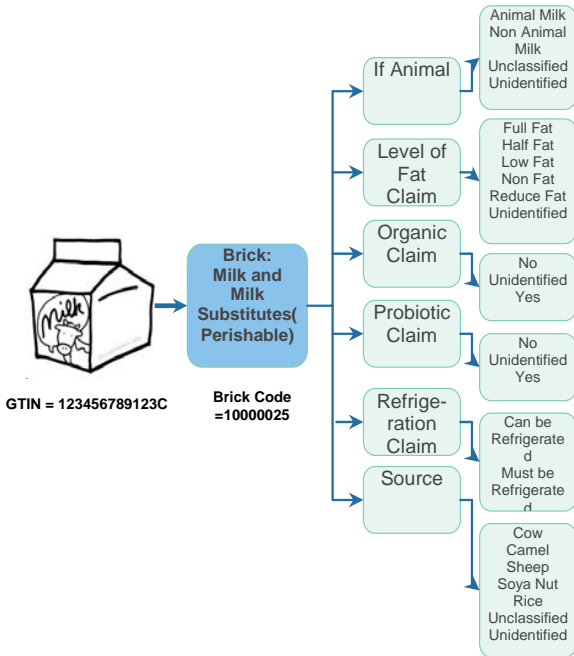 Milk
GTIN = 123456789123C
Brick:
Milk and
Milk
Substitutes(
Perishable)
Brick Code
=10000025
If Animal
Animal Milk
Non Animal
Milk
Unclassified
Unidentified
Level of
Fat
Claim
Full Fat
Half Fat
Low Fat
Non Fat
Reduce Fat
Unidentified
Organic
Claim
No
Unidentified
Yes
Probiotic
Claim
No
Unidentified
Yes
Refrige-
ration
Claim
Can be
Refrigerate
d
Must be
Refrigerate
d
Source
Cow
Camel
Sheep
Soya Nut
Rice
Unclassified
Unidentified